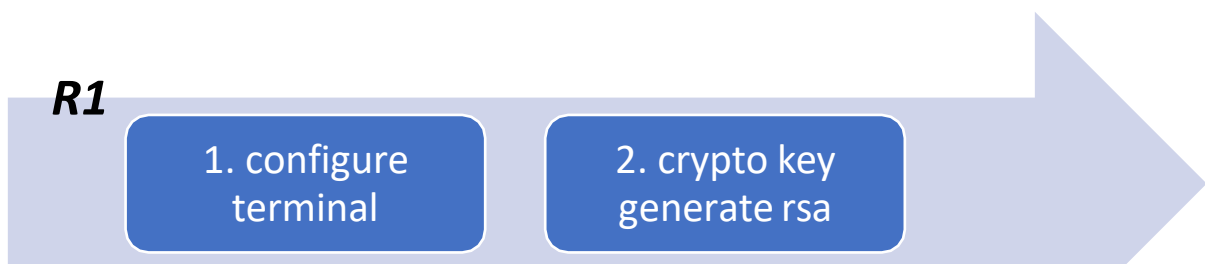 R1
1. configure
terminal
2. crypto key
generate rsa